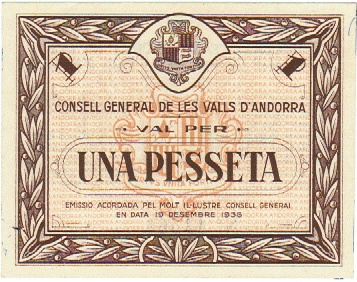 1 1
CONSELL GENERAL DE LES VALLS D'ANDORRA
· VAL PER ·
UNA PESSETA
EMISSIO ACORDADA PEL MOLT IL·LUSTRE CONSELL GENERAL
EN DATA 19 DESEMBRE 1936